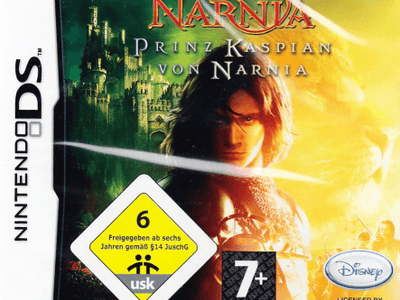 NARNIA
PRINZ KASPIAN
VON NARNIA
NINTENDO DS
TM
6
Freigegeben ab sechs
Jahren gemäß §14 JuSchG
usk
7+
Disney
LICENSED BY